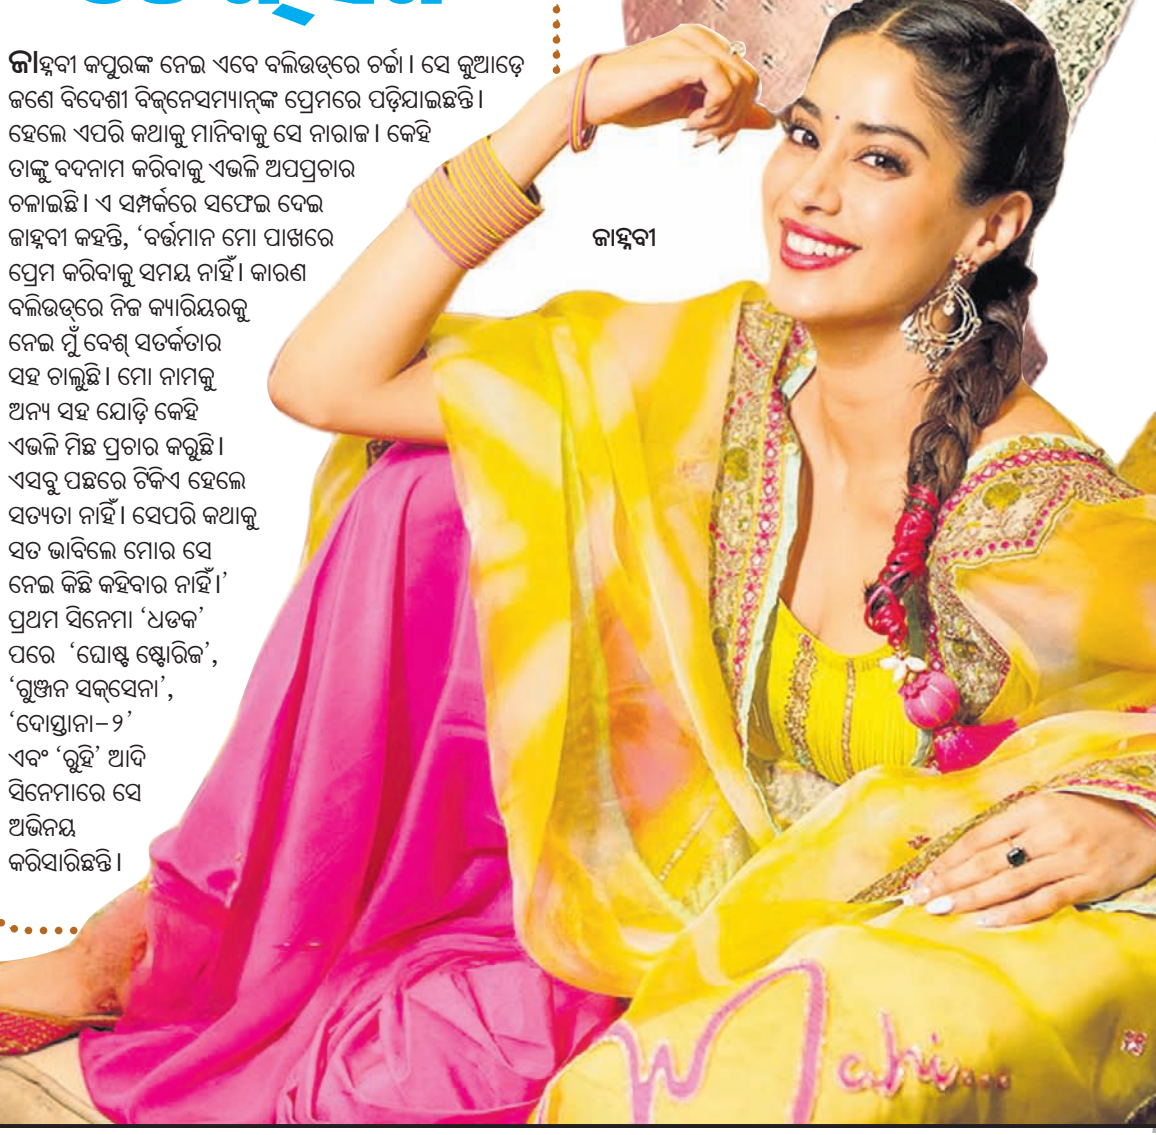 ଜାହ୍ନବୀ କପୁରଙ୍କ ନେଇ ଏବେ ବଲିଉଡ୍‌ରେ ଚର୍ଚ୍ଚା। ସେ କୁଆଡ଼େ
ଜଣେ ବିଦେଶୀ ବିଜ୍‌ନେସମ୍ୟାନ୍‌ଙ୍କ ପ୍ରେମରେ ପଡ଼ିଯାଇଛନ୍ତି।
ହେଲେ ଏପରି କଥାକୁ ମାନିବାକୁ ସେ ନାରାଜ। କେହି
ତାଙ୍କୁ ବଦନାମ କରିବାକୁ ଏଭଳି ଅପପ୍ରଚାର
ଚଳାଇଛି। ଏ ସମ୍ପର୍କରେ ସଫେଇ ଦେଇ
ଜାହ୍ନବୀ କହନ୍ତି, ‘ବର୍ତ୍ତମାନ ମୋ ପାଖରେ
ପ୍ରେମ କରିବାକୁ ସମୟ ନାହିଁ। କାରଣ
ବଲିଉଡ୍‌ରେ ନିଜ କ୍ୟାରିୟରକୁ
ନେଇ ମୁଁ ବେଶ୍ ସତର୍କତାର
ସହ ଚାଲୁଛି। ମୋ ନାମକୁ
ଅନ୍ୟ ସହ ଯୋଡ଼ି କେହି
ଏଭଳି ମିଛ ପ୍ରଚାର କରୁଛି।
ଏସବୁ ପଛରେ ଟିକିଏ ହେଲେ
ସତ୍ୟତା ନାହିଁ। ସେପରି କଥାକୁ
ସତ ଭାବିଲେ ମୋର ସେ
ନେଇ କିଛି କହିବାର ନାହିଁ।’
ପ୍ରଥମ ସିନେମା ‘ଧଡକ’
ପରେ ‘ଘୋଷ୍ଟ ଷ୍ଟୋରିଜ’,
‘ଗୁଞ୍ଜନ ସକ୍‌ସେନା’,
‘ଦୋସ୍ତାନା–୨’
ଏବଂ ‘ରୁହି’ ଆଦି
ସିନେମାରେ ସେ
ଅଭିନୟ
କରିସାରିଛନ୍ତି।
ଜାହ୍ନବୀ
Mahi...